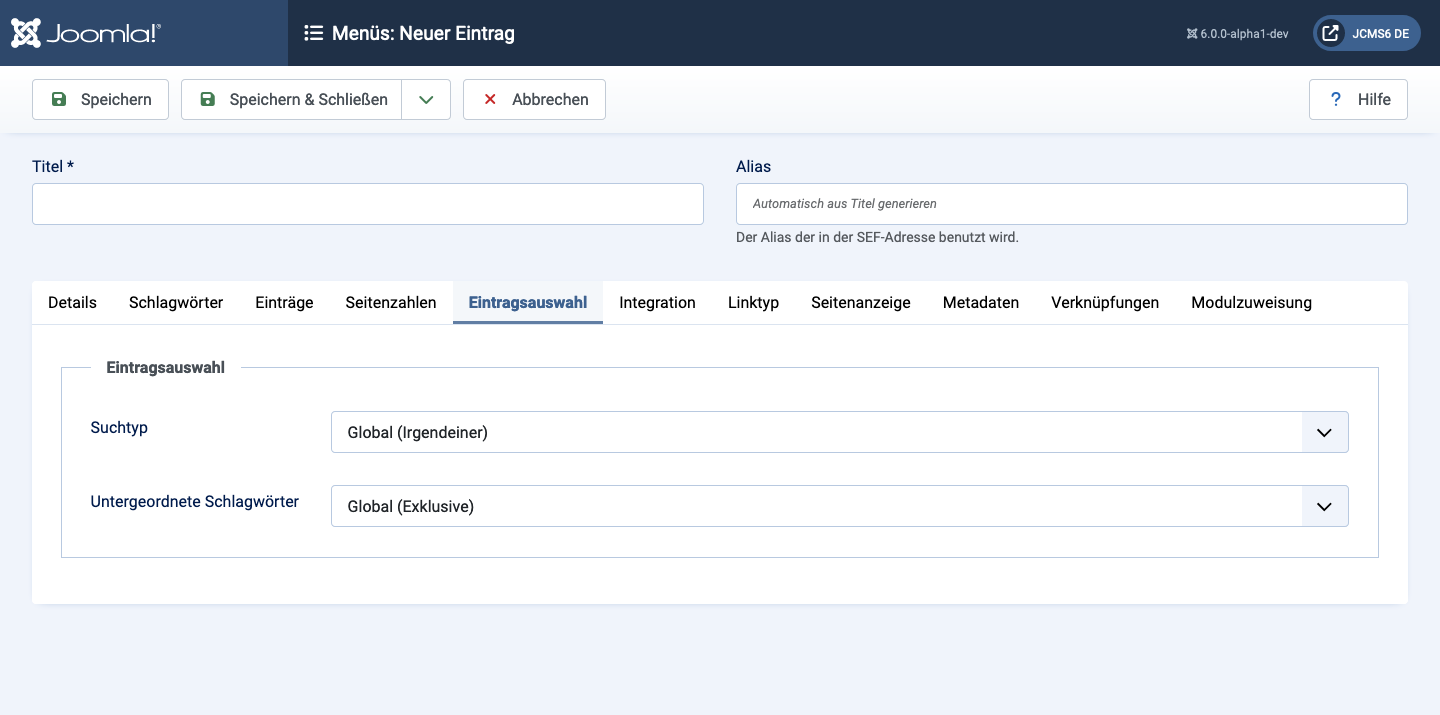 Joomla!®
Menüs: Neuer Eintrag
6.0.0-alpha1-dev
JCMS6 DE
Speichern
Speichern & Schließen
Abbrechen
? Hilfe
Titel *
Alias
Automatisch aus Titel generieren
Der Alias der in der SEF-Adresse benutzt wird.
Details Schlagwörter Einträge Seitenzahlen Eintragsauswahl Integration Linktyp Seitenanzeige Metadaten Verknüpfungen Modulzuweisung
Eintragsauswahl
Suchtyp
Global (Irgendeiner)
Untergeordnete Schlagwörter
Global (Exklusive)